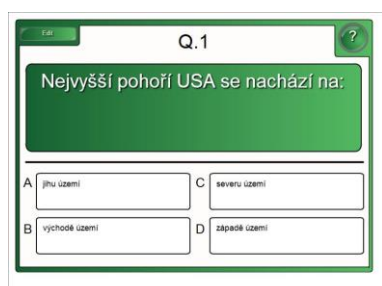 Edit
Q.1
?
Nejvyšší pohoří USA se nachází na:
A jihu území
C severu území
B východě území
D západě území